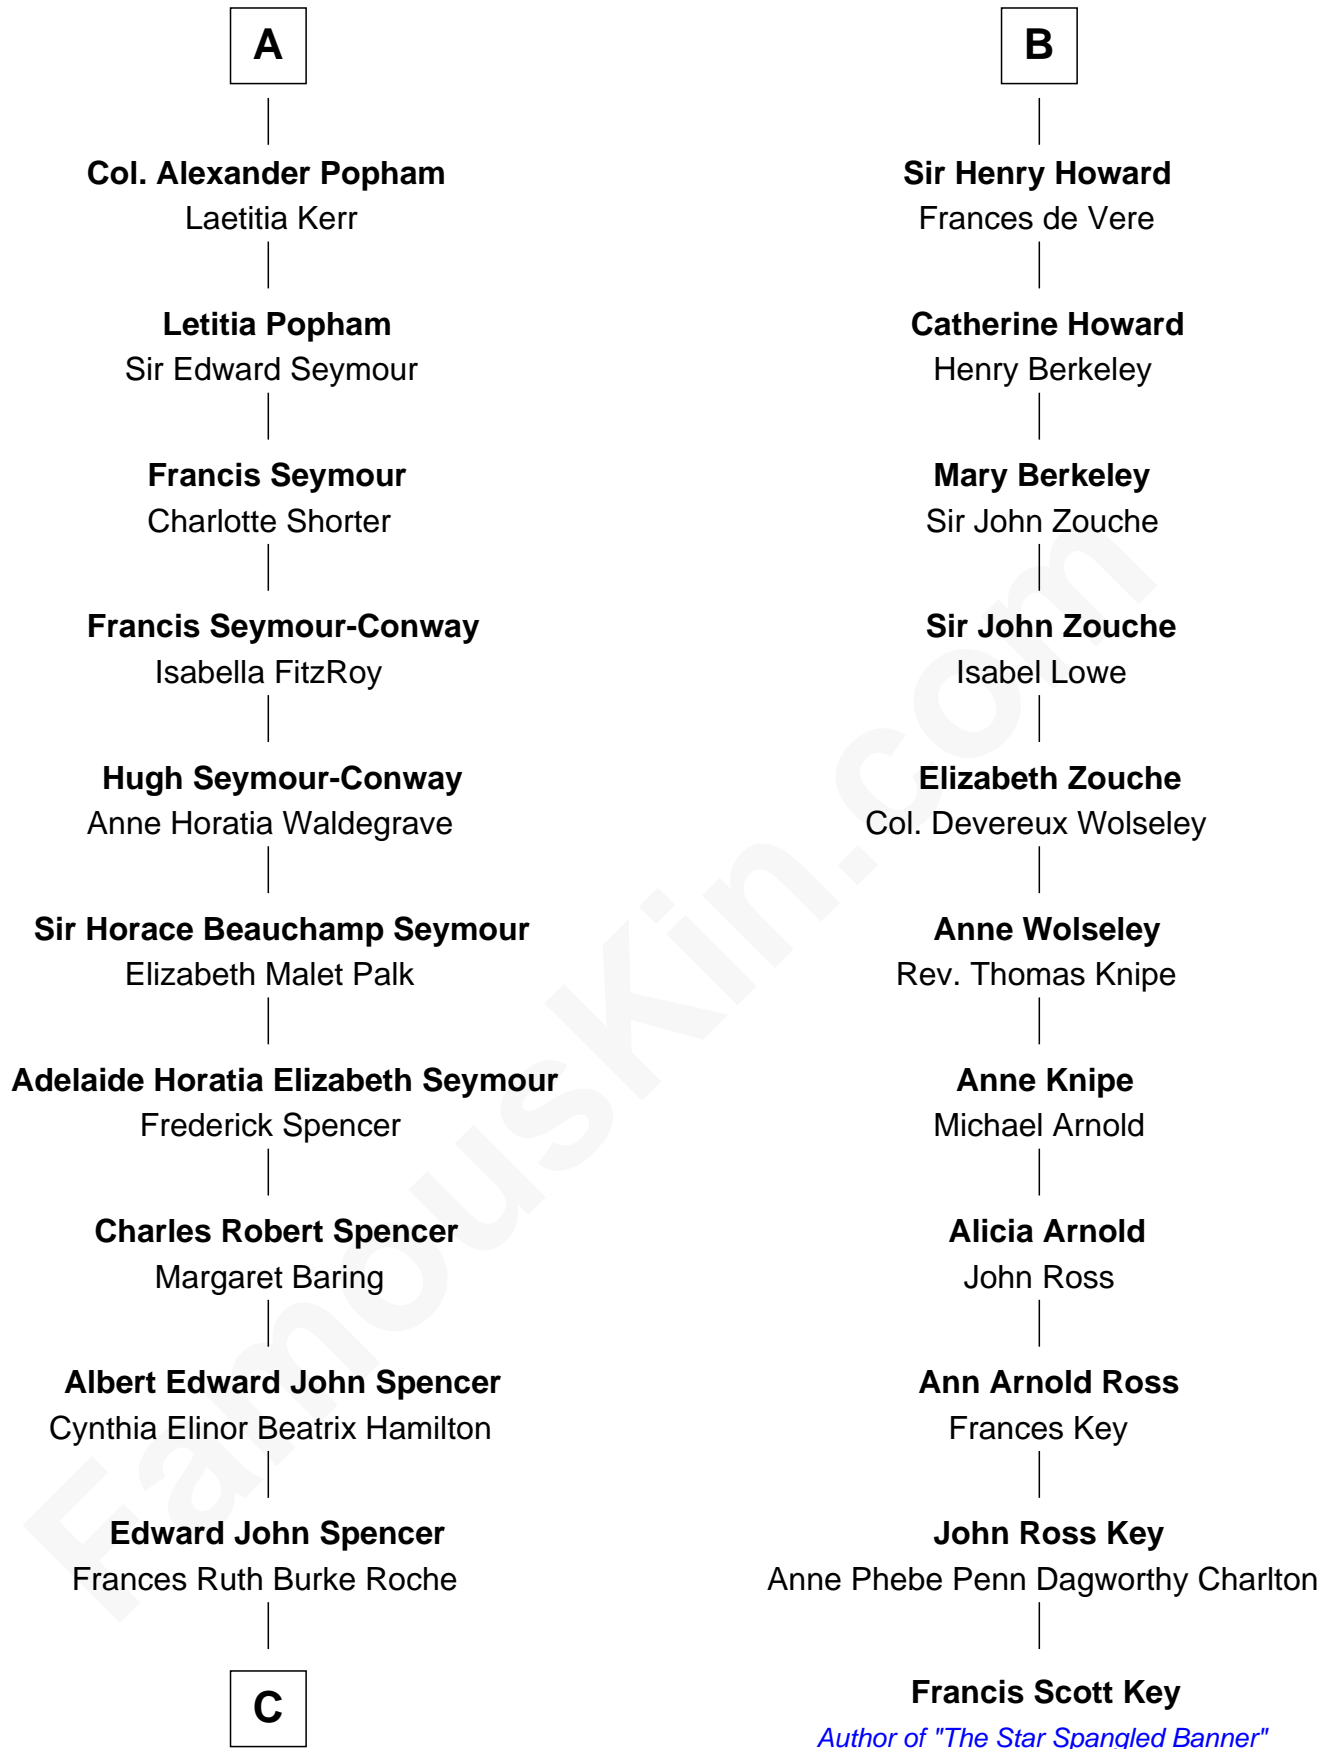 A
Col. Alexander Popham
Laetitia Kerr
Letitia Popham
Sir Edward Seymour
Francis Seymour
Charlotte Shorter
Francis Seymour-Conway
Isabella FitzRoy
Hugh Seymour-Conway
Anne Horatia Waldegrave
Sir Horace Beauchamp Seymour
Elizabeth Malet Palk
Adelaide Horatia Elizabeth Seymour
Frederick Spencer
Charles Robert Spencer
Margaret Baring
Albert Edward John Spencer
Cynthia Elinor Beatrix Hamilton
Edward John Spencer
Frances Ruth Burke Roche
C
B
Sir Henry Howard
Frances de Vere
Catherine Howard
Henry Berkeley
Mary Berkeley
Sir John Zouche
Sir John Zouche
Isabel Lowe
Elizabeth Zouche
Col. Devereux Wolseley
Anne Wolseley
Rev. Thomas Knipe
Anne Knipe
Michael Arnold
Alicia Arnold
John Ross
Ann Arnold Ross
Frances Key
John Ross Key
Anne Phebe Penn Dagworthy Charlton
Francis Scott Key
Author of "The Star Spangled Banner"
FamousKin.com